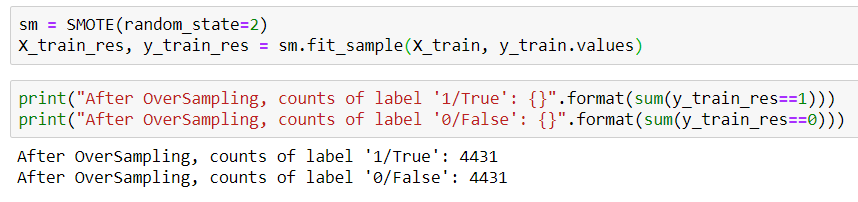 sm = SMOTE(random_state=2)
X_train_res, y_train_res = sm.fit_sample(X_train, y_train.values)
print("After OverSampling, counts of label '1/True': {}".format(sum(y_train_res==1)))
print("After OverSampling, counts of label '0/False': {}".format(sum(y_train_res==0)))
After OverSampling, counts of label '1/True': 4431
After OverSampling, counts of label '0/False': 4431